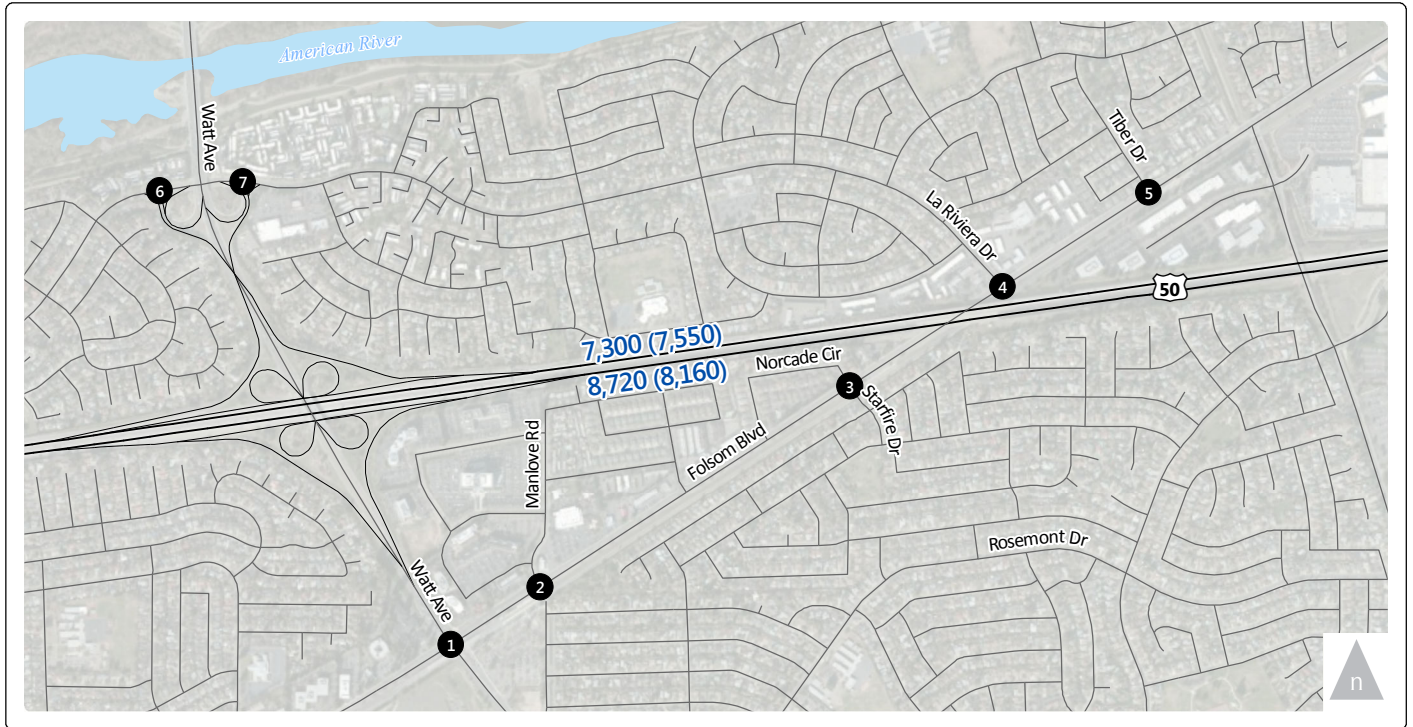 American River
Watt Ave
6
7
Tiber Dr
5
La Riviera Dr
4
50
7,300 (7,550)
8,720 (8,160)
Norcade Cir
3
Starfire Dr
Folsom Blvd
Manlove Rd
Rosemont Dr
Watt Ave
2
1
n